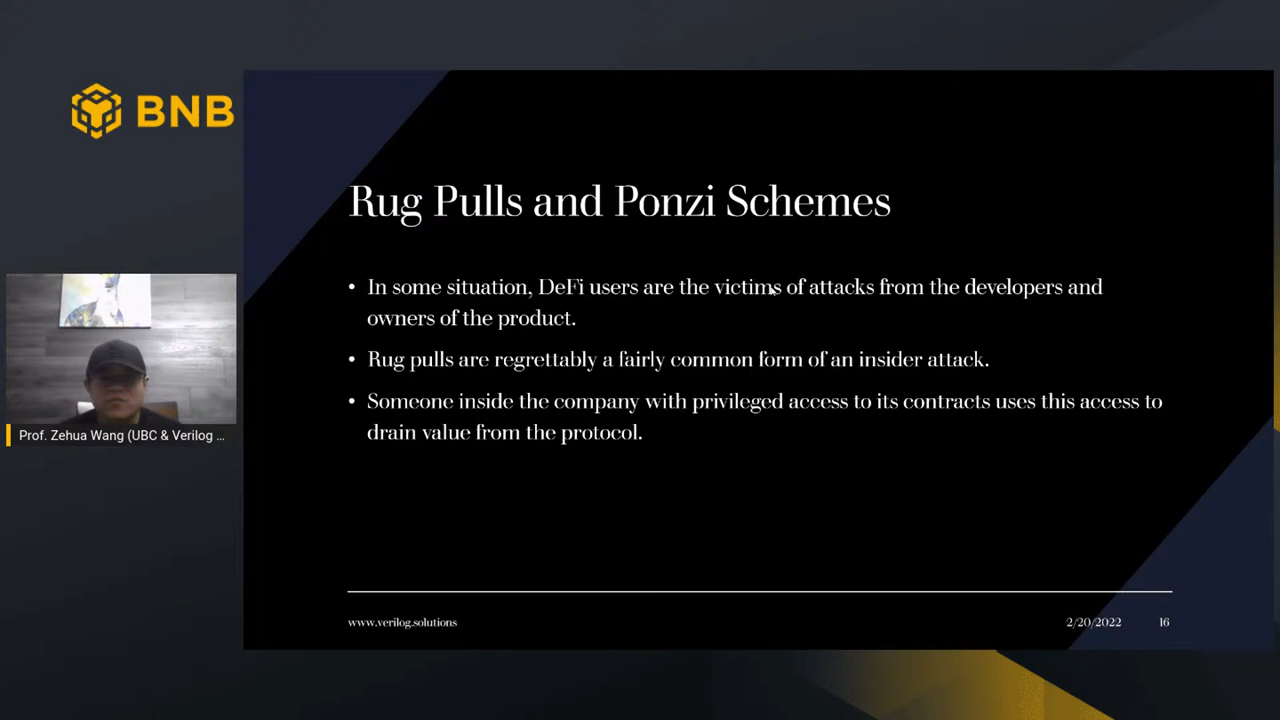 BNB
Rug Pulls and Ponzi Schemes
• In some situation, DeFi users are the victims of attacks from the developers and
owners of the product.
• Rug pulls are regrettably a fairly common form of an insider attack.
• Someone inside the company with privileged access to its contracts uses this access to
drain value from the protocol.
Prof. Zehua Wang (UBC & Verilog ...
www.verilog.solutions
2/20/2022
16